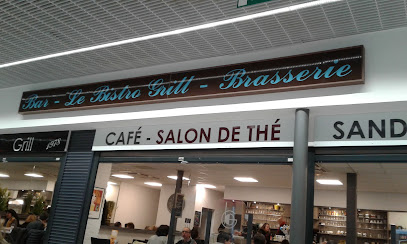 Bar - Le Bistro Grill - Brasserie
CAFÉ - SALON DE THÉ
SAND
Grill